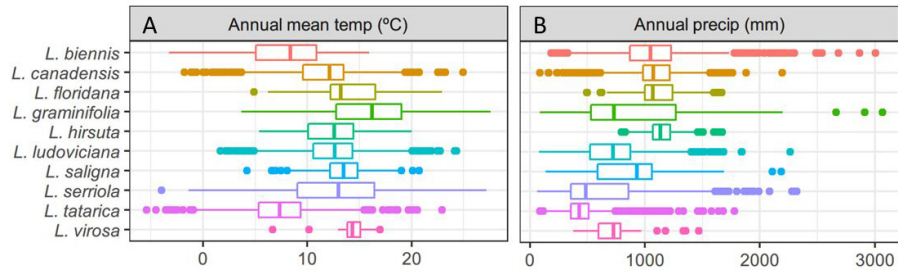 A Annual mean temp (ºC)
B Annual precip (mm)
L. biennis
L. canadensis
L. floridana
L. graminifolia
L. hirsuta
L. ludoviciana
L. saligna
L. serriola
L. tatarica
L. virosa
0 10 20
0 1000 2000 3000